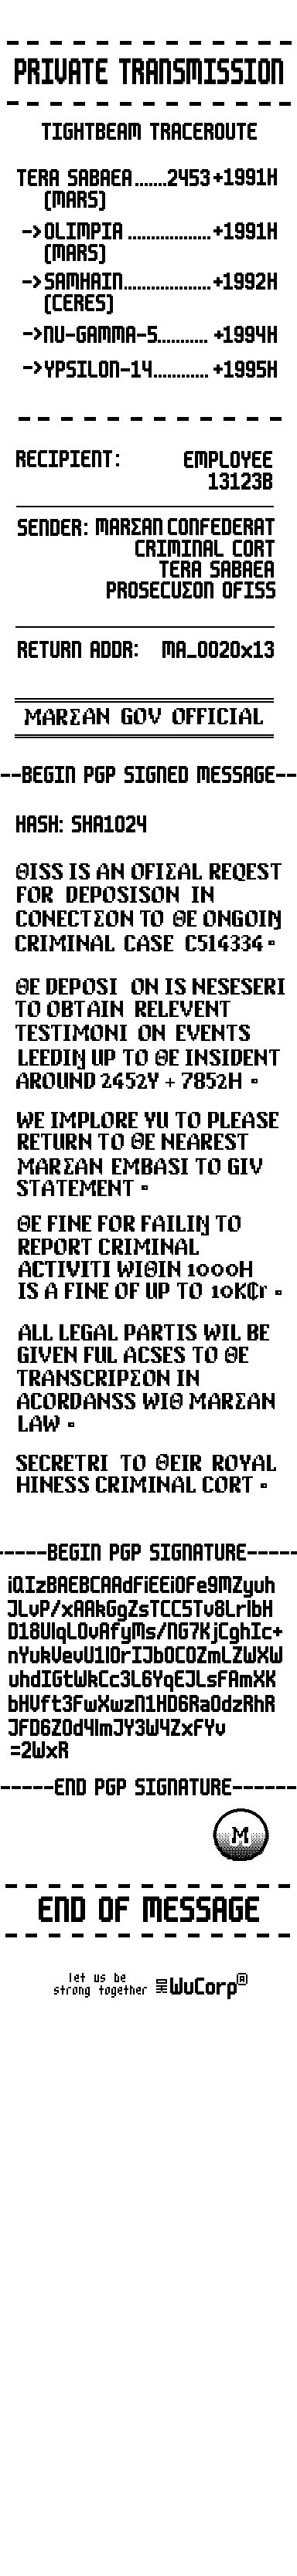 PRIVATE TRANSMISSION
TIGHTBEAM TRACEROUTE
TERA SABAEA.......2453+1991H
(MARS)
->OLIMPIA .................+1991H
(MARS)
->SAMHAIN..................+1992H
(CERES)
->NU-GAMMA-5........... +1994H
->YPSILON-14............ +1995H
RECIPIENT: EMPLOYEE
13123B
SENDER: MARΣAN CONFEDERAT
CRIMINAL CORT
TERA SABAEA
PROSECUΣON OFISS
RETURN ADDR: MA_0020x13
MARΣAN GOV OFFICIAL
--BEGIN PGP SIGNED MESSAGE--
HASH: SHA1024
ΘISS IS AN OFIΣAL REQEST
FOR DEPOSISON IN
CONECTΣON TO ΘE ONGOIŊ
CRIMINAL CASE C514334.
ΘE DEPOSI ON IS NESESERI
TO OBTAIN RELEVENT
TESTIMONI ON EVENTS
LEEDIŊ UP TO ΘE INSIDENT
AROUND 2452Y + 7852H .
WE IMPLORE YU TO PLEASE
RETURN TO ΘE NEAREST
MARΣAN EMBASI TO GIV
STATEMENT .
ΘE FINE FOR FAILIŊ TO
REPORT CRIMINAL
ACTIVITI WIΘIN 1000H
IS A FINE OF UP TO 10K₵r .
ALL LEGAL PARTIS WIL BE
GIVEN FUL ACSES TO ΘE
TRANSCRIPΣON IN
ACORDANSS WIΘ MARΣAN
LAW .
SECRETRI TO ΘEIR ROYAL
HINESS CRIMINAL CORT .
-----BEGIN PGP SIGNATURE-----
iQIzBAEBCAAdFiEEiOFe9MZyuh
JLvP/xAAkGgZsTCC5Tv8LrIbH
D18UIqLOvAfyMs/NG7KjCghIc+
nYukVevU1IOrIJbOCOZmLZWXW
uhdIGtWkCc3L6YqEJLsFAmXK
bHVft3FwXwzN1HD6RaOdzRhR
JFD6ZOd4ImJY3W4ZxFYv
=2WxR
-----END PGP SIGNATURE------
M
END OF MESSAGE
let us be
strong together WuCorp®